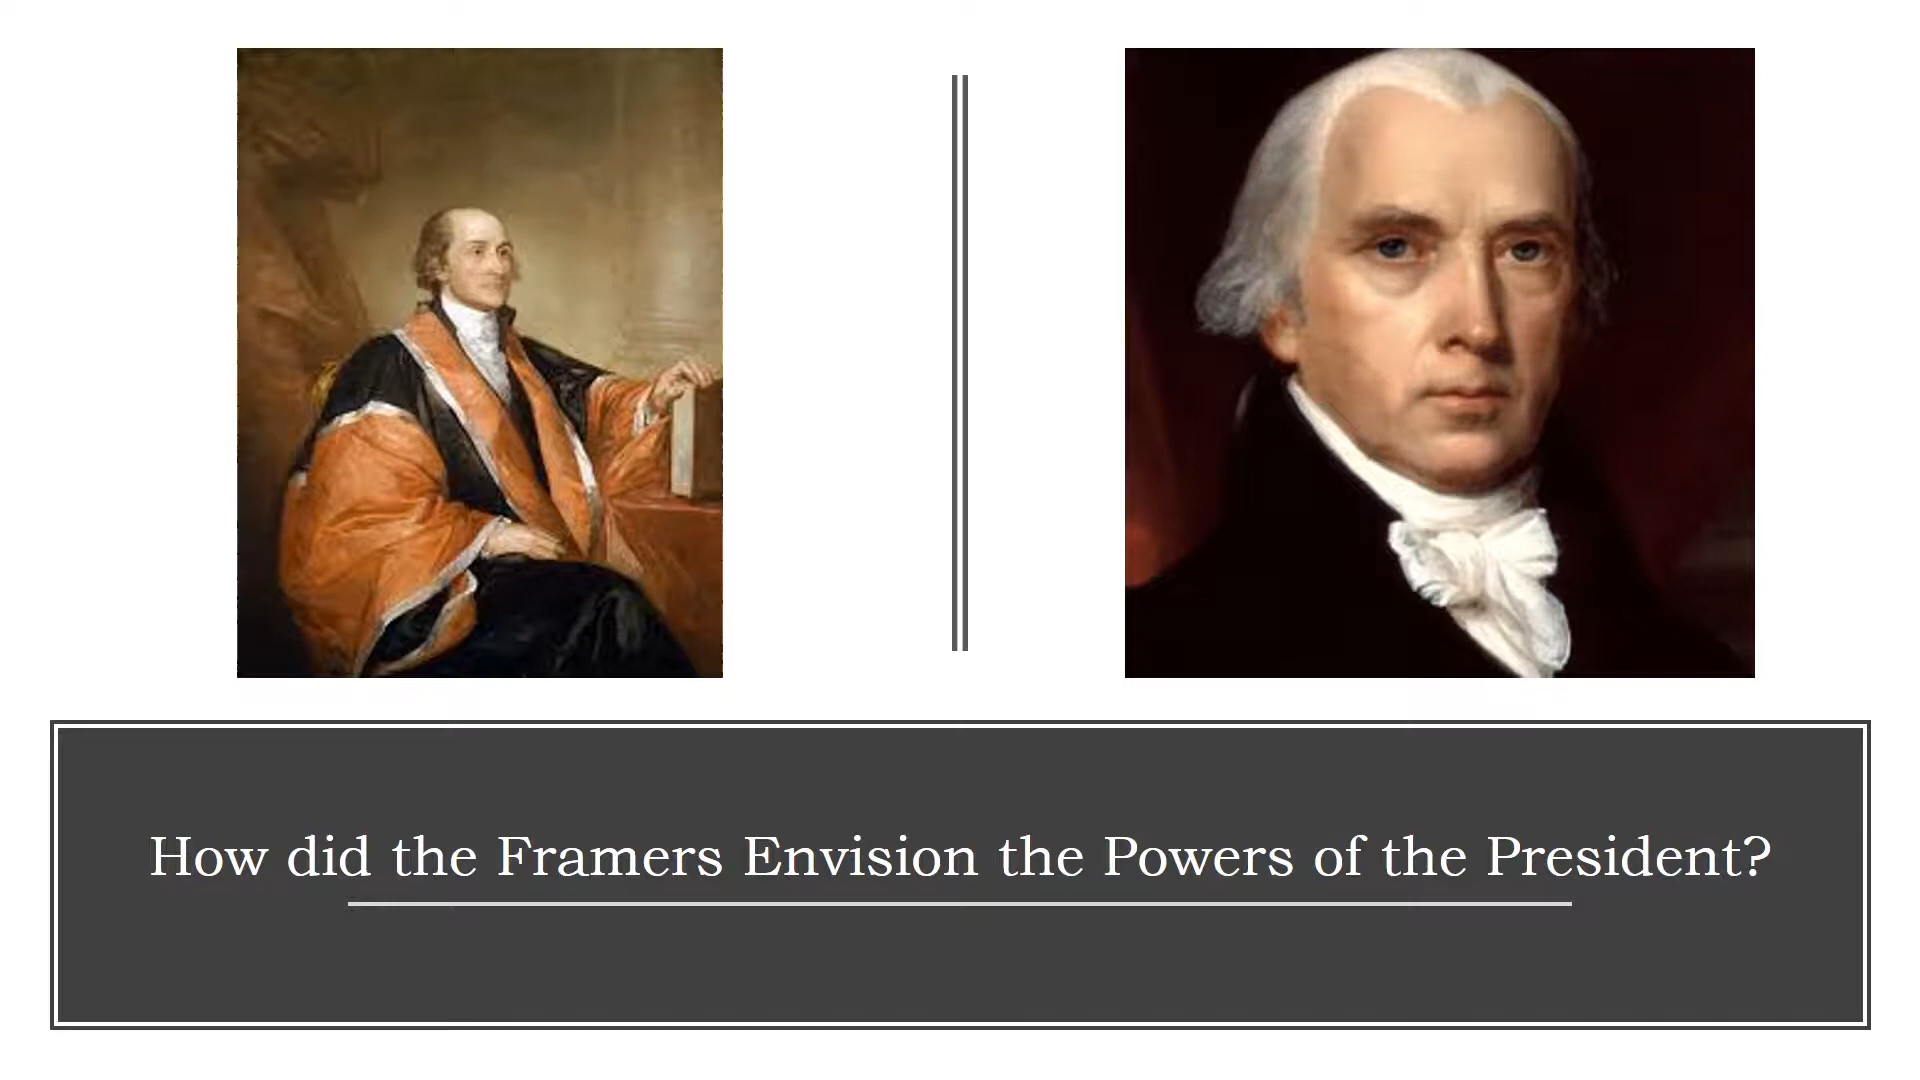 How did the Framers Envision the Powers of the President?